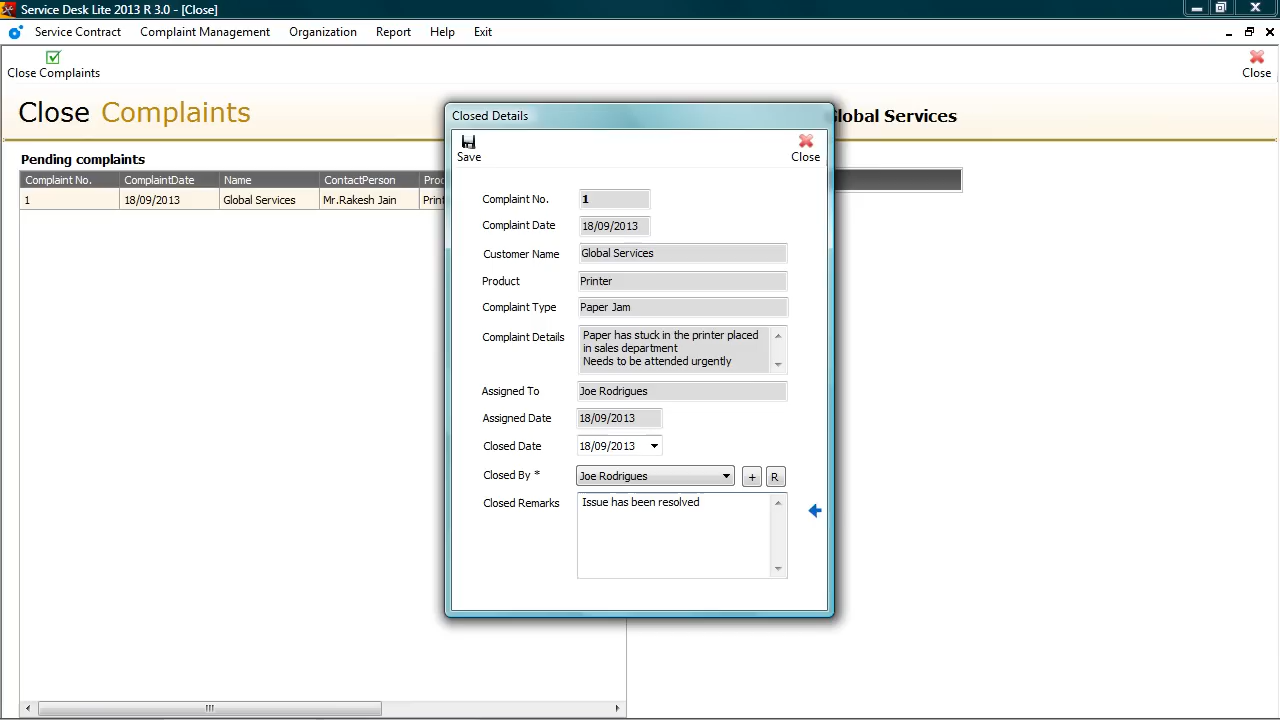 Service Desk Lite 2013 R 3.0 - [Close]
Service Contract Complaint Management Organization Report Help Exit
Close Complaints Close
Close Complaints Global Services
Pending complaints
Complaint No. ComplaintDate Name ContactPerson
1 18/09/2013 Global Services Mr.Rakesh Jain
Closed Details
Save Close
Complaint No. 1
Complaint Date 18/09/2013
Customer Name Global Services
Product Printer
Complaint Type Paper Jam
Complaint Details Paper has stuck in the printer placed
in sales department
Needs to be attended urgently
Assigned To Joe Rodrigues
Assigned Date 18/09/2013
Closed Date 18/09/2013
Closed By * Joe Rodrigues + R
Closed Remarks Issue has been resolved